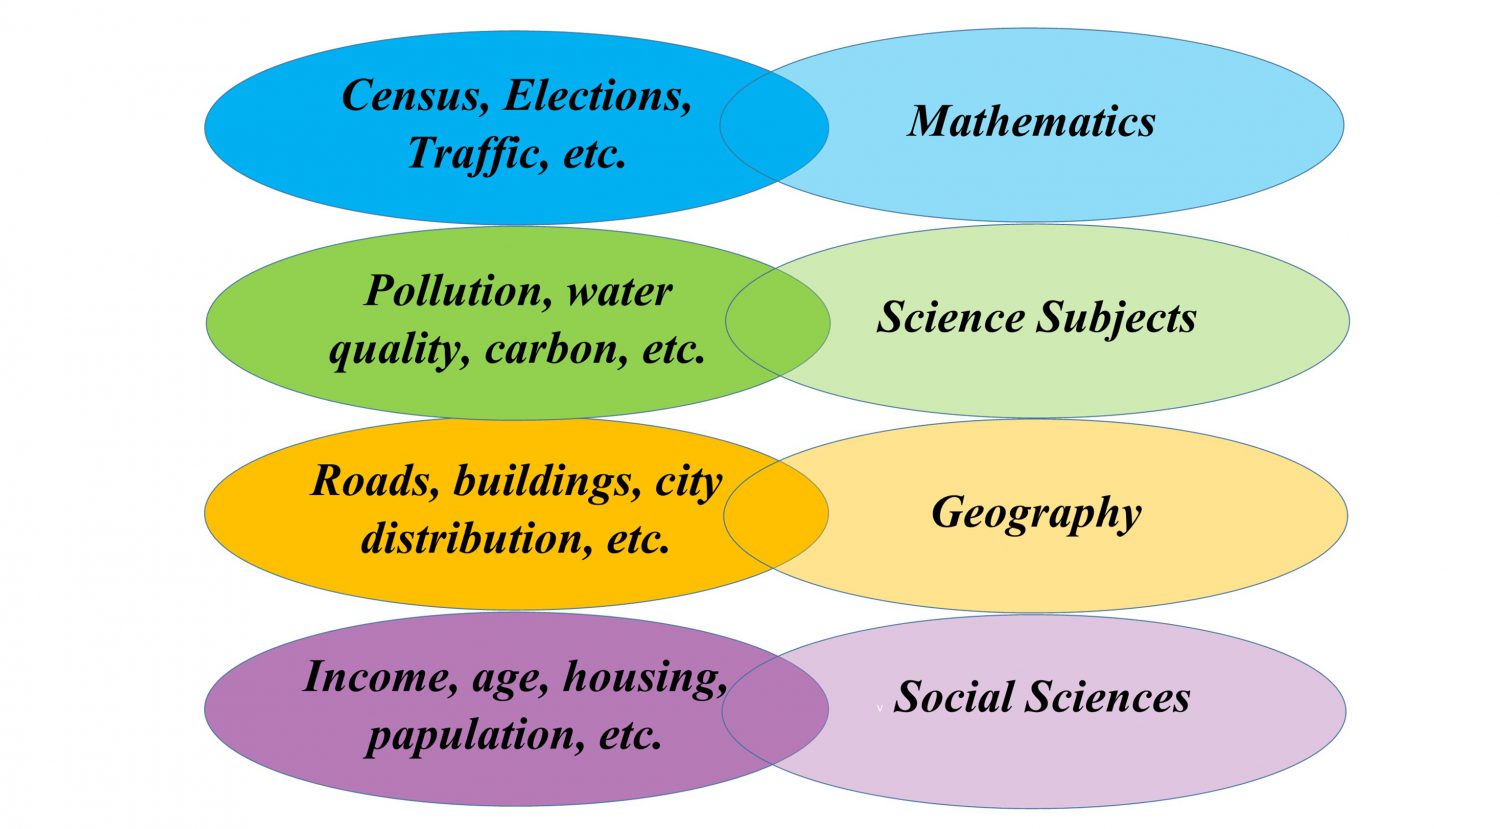 Census, Elections,
Traffic, etc.
Mathematics
Pollution, water
quality, carbon, etc.
Science Subjects
Roads, buildings, city
distribution, etc.
Geography
Income, age, housing,
papulation, etc.
v Social Sciences